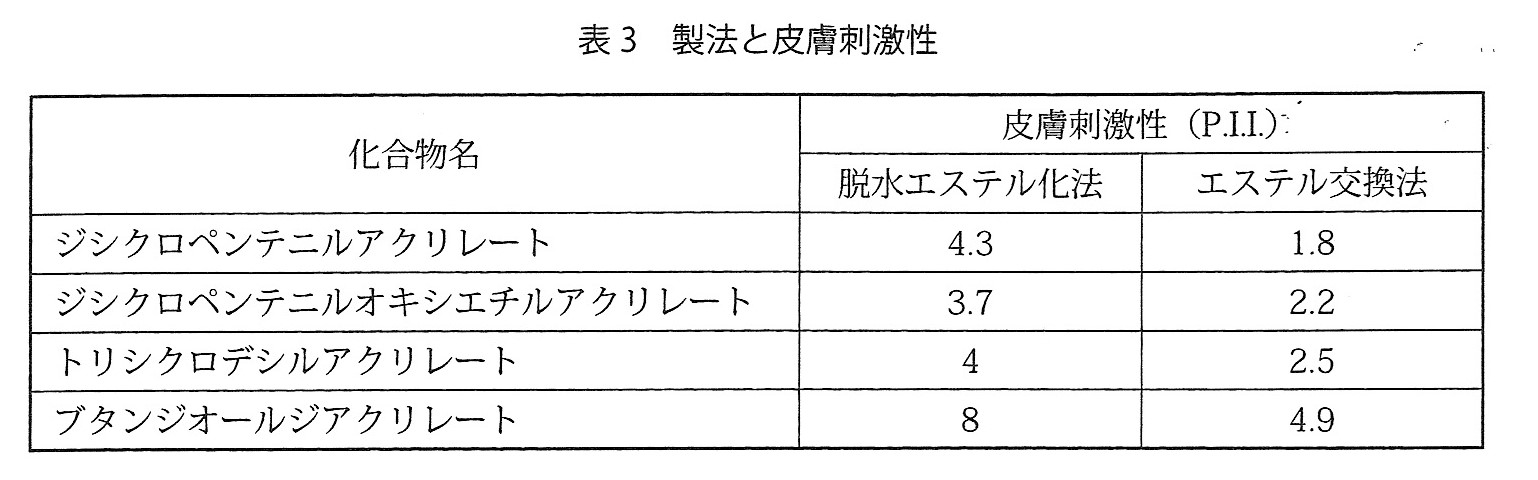 表3　製法と皮膚刺激性
化合物名
皮膚刺激性（P.I.I.）
脱水エステル化法　エステル交換法
ジシクロペンテニルアクリレート　4.3　1.8
ジシクロペンテニルオキシエチルアクリレート　3.7　2.2
トリシクロデシルアクリレート　4　2.5
ブタンジオールジアクリレート　8　4.9